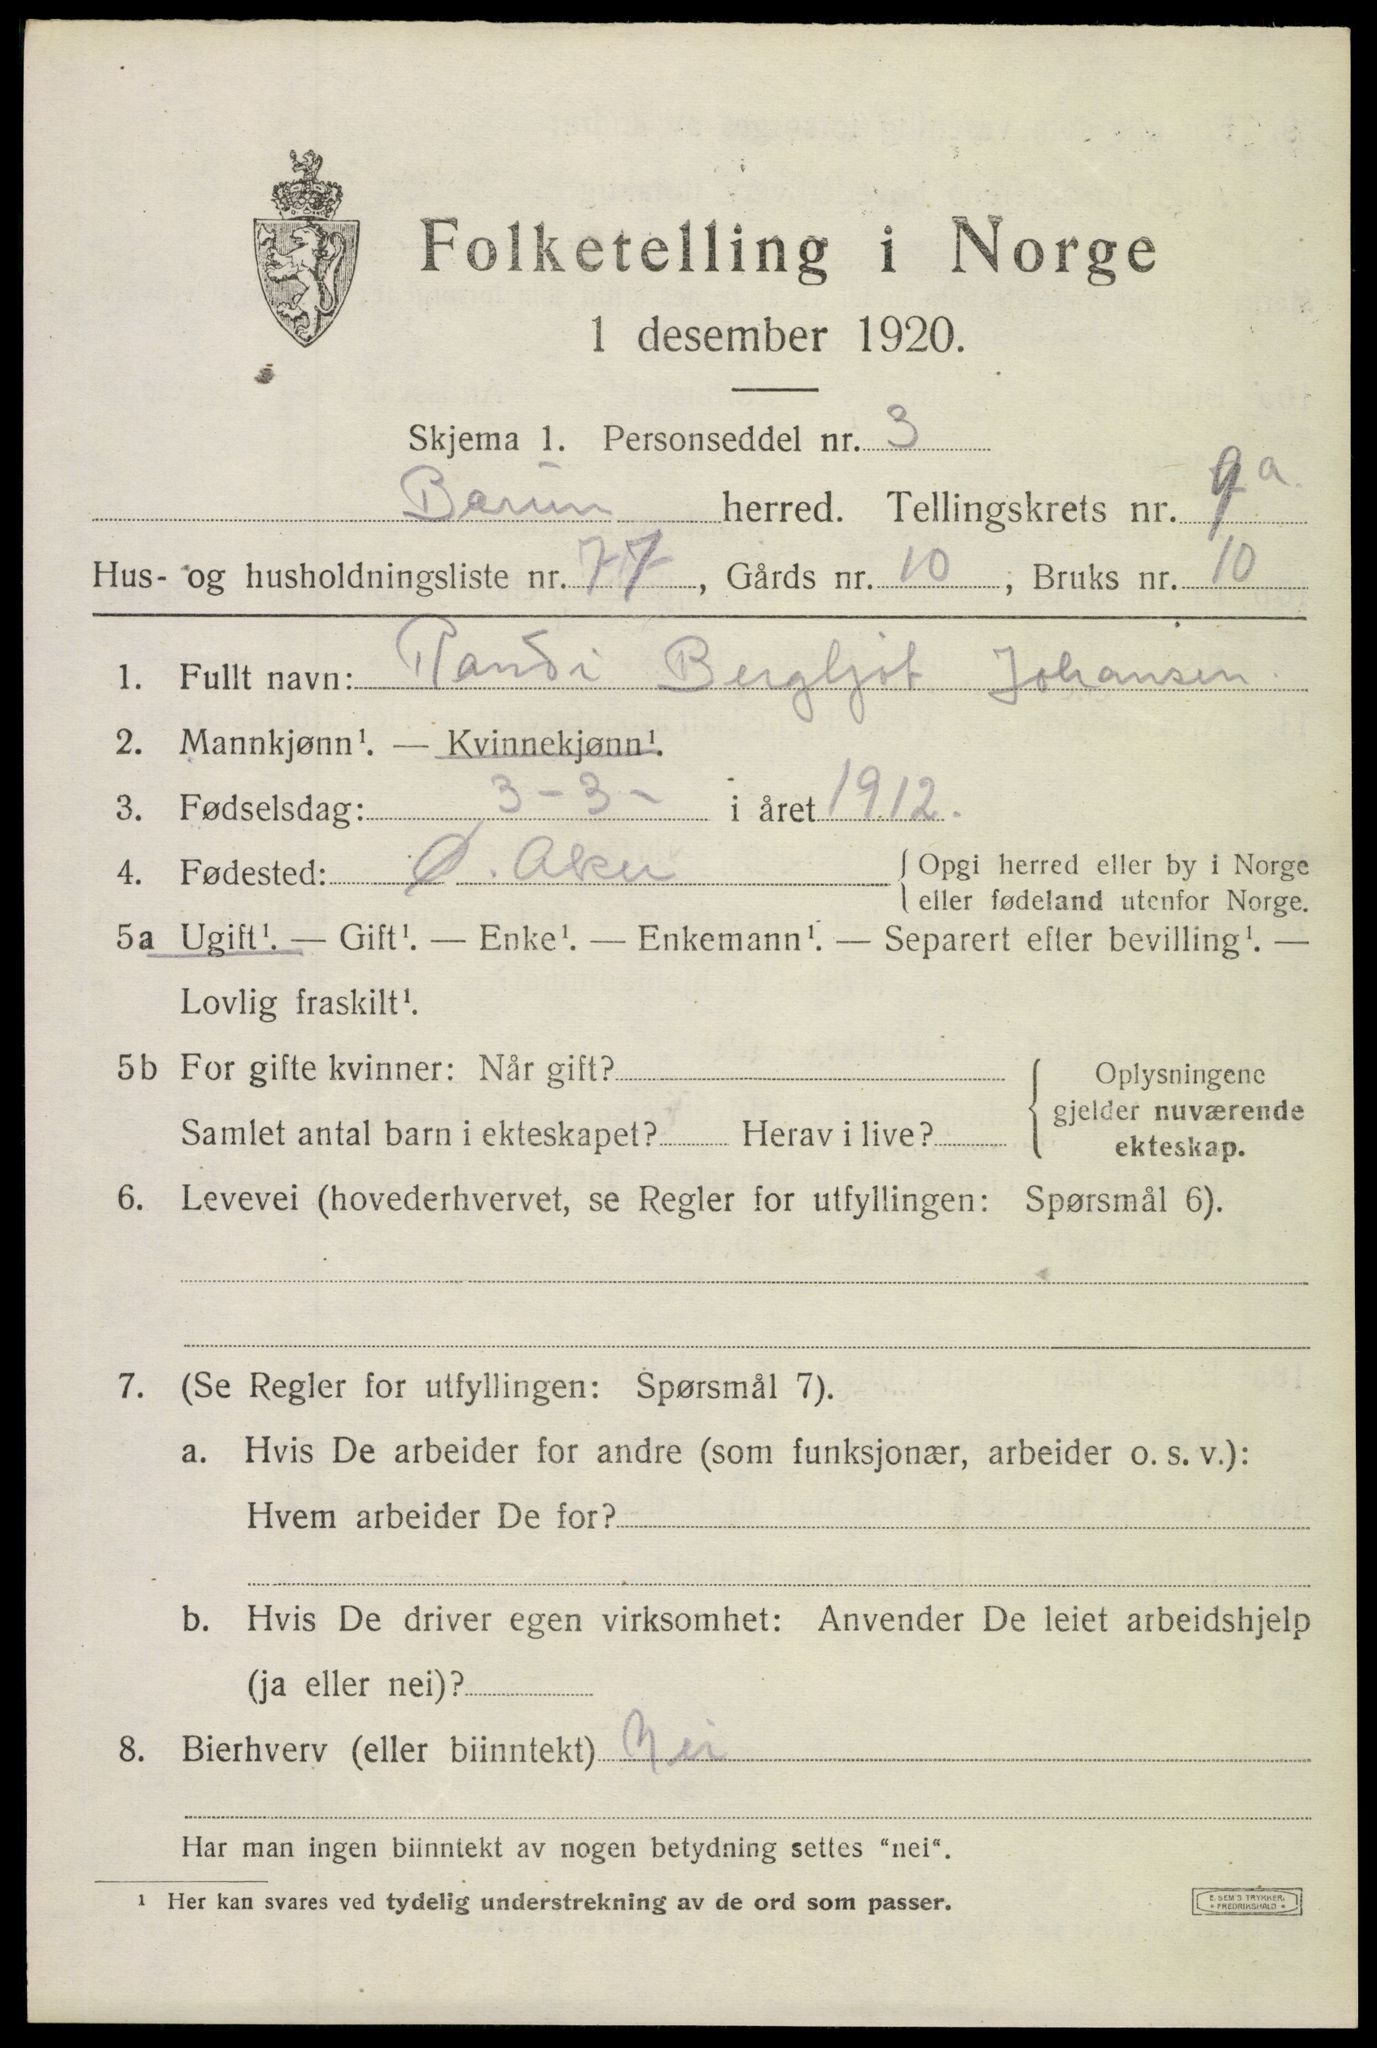 Folketelling i Norge
1 desember 1920.
Skjema 1. Personseddel nr. 3
Bærum herred. Tellingskrets nr. 9 a.
Hus- og husholdningsliste nr. 77, Gårds nr. 10, Bruks nr. 10
1. Fullt navn: Randi Bergljot Johansen.
2. Mannkjønn¹. — Kvinnekjønn¹.
3. Fødselsdag: 3-3- i året 1912.
4. Fødested: Ø. Aker { Opgi herred eller by i Norge
eller fødeland utenfor Norge.
5a Ugift¹. — Gift¹. — Enke¹. — Enkemann¹. — Separert efter bevilling¹. —
Lovlig fraskilt¹.
5b For gifte kvinner: Når gift? { Oplysningene
Samlet antal barn i ekteskapet? Herav i live? gjelder nuværende
ekteskap.
6. Levevei (hovederhvervet, se Regler for utfyllingen: Spørsmål 6).
7. (Se Regler for utfyllingen: Spørsmål 7).
a. Hvis De arbeider for andre (som funksjonær, arbeider o. s. v.):
Hvem arbeider De for?
b. Hvis De driver egen virksomhet: Anvender De leiet arbeidshjelp
(ja eller nei)?
8. Bierhverv (eller biinntekt) Nei
Har man ingen biinntekt av nogen betydning settes "nei".
¹ Her kan svares ved tydelig understrekning av de ord som passer.
E. SEM'S TRYKKER.
* FREDRIKSHALD *